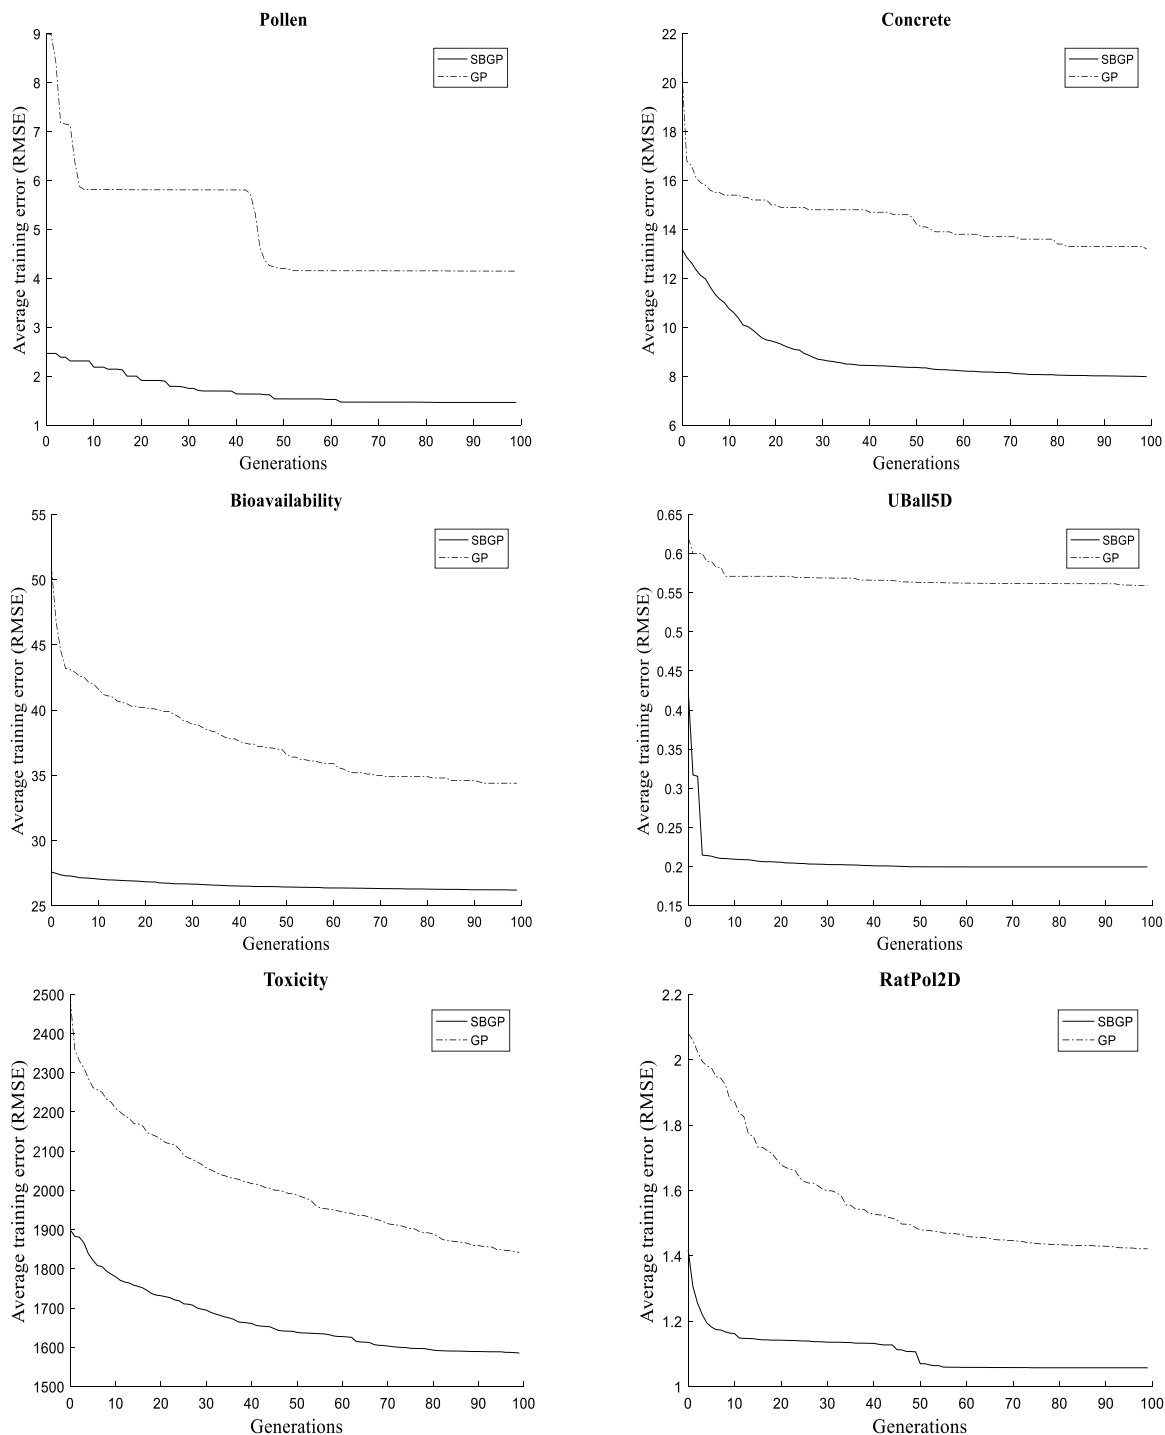 Pollen
Average training error (RMSE)
9
8
7
6
5
4
3
2
1
SBGP
GP
0 10 20 30 40 50 60 70 80 90 100
Generations
Concrete
Average training error (RMSE)
22
20
18
16
14
12
10
8
6
SBGP
GP
0 10 20 30 40 50 60 70 80 90 100
Generations
Bioavailability
Average training error (RMSE)
55
50
45
40
35
30
25
SBGP
GP
0 10 20 30 40 50 60 70 80 90 100
Generations
UBall5D
Average training error (RMSE)
0.65
0.6
0.55
0.5
0.45
0.4
0.35
0.3
0.25
0.2
0.15
SBGP
GP
0 10 20 30 40 50 60 70 80 90 100
Generations
Toxicity
Average training error (RMSE)
2500
2400
2300
2200
2100
2000
1900
1800
1700
1600
1500
SBGP
GP
0 10 20 30 40 50 60 70 80 90 100
Generations
RatPol2D
Average training error (RMSE)
2.2
2
1.8
1.6
1.4
1.2
1
SBGP
GP
0 10 20 30 40 50 60 70 80 90 100
Generations